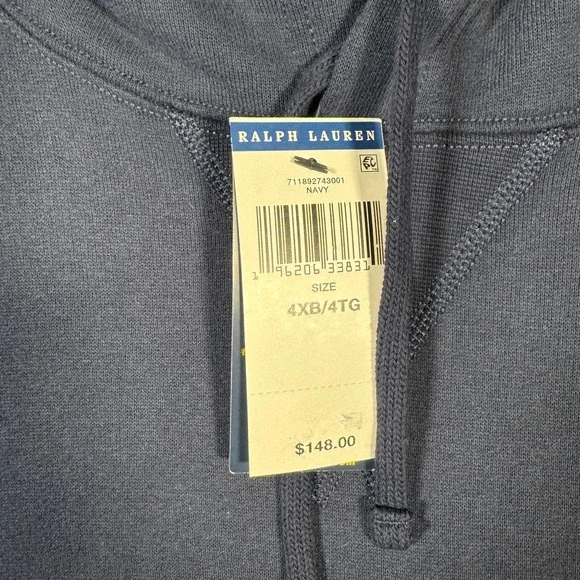 RALPH LAUREN
711892743001
NAVY
1 96206 33831
SIZE
4XB/4TG
$148.00